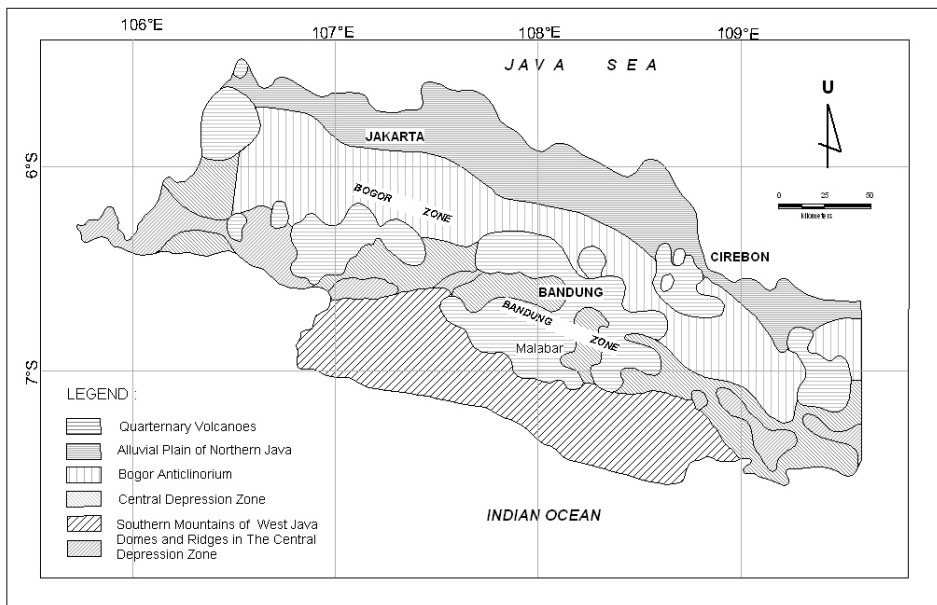 106°E
107°E
108°E
109°E
JAVA SEA
U
JAKARTA
6°S
0 25 50
kilometers
BOGOR ZONE
CIREBON
BANDUNG
BANDUNG ZONE
Malabar
7°S
LEGEND :
Quarternary Volcanoes
Alluvial Plain of Northern Java
Bogor Anticlinorium
Central Depression Zone
Southern Mountains of West Java
Domes and Ridges in The Central
Depression Zone
INDIAN OCEAN